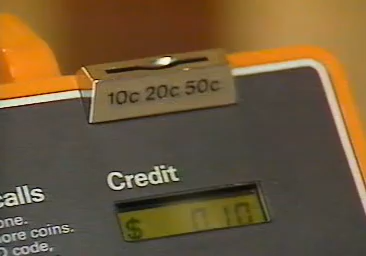 10c 20c 50c
Credit
$ 0.10
calls
one.
ore coins.
D code,